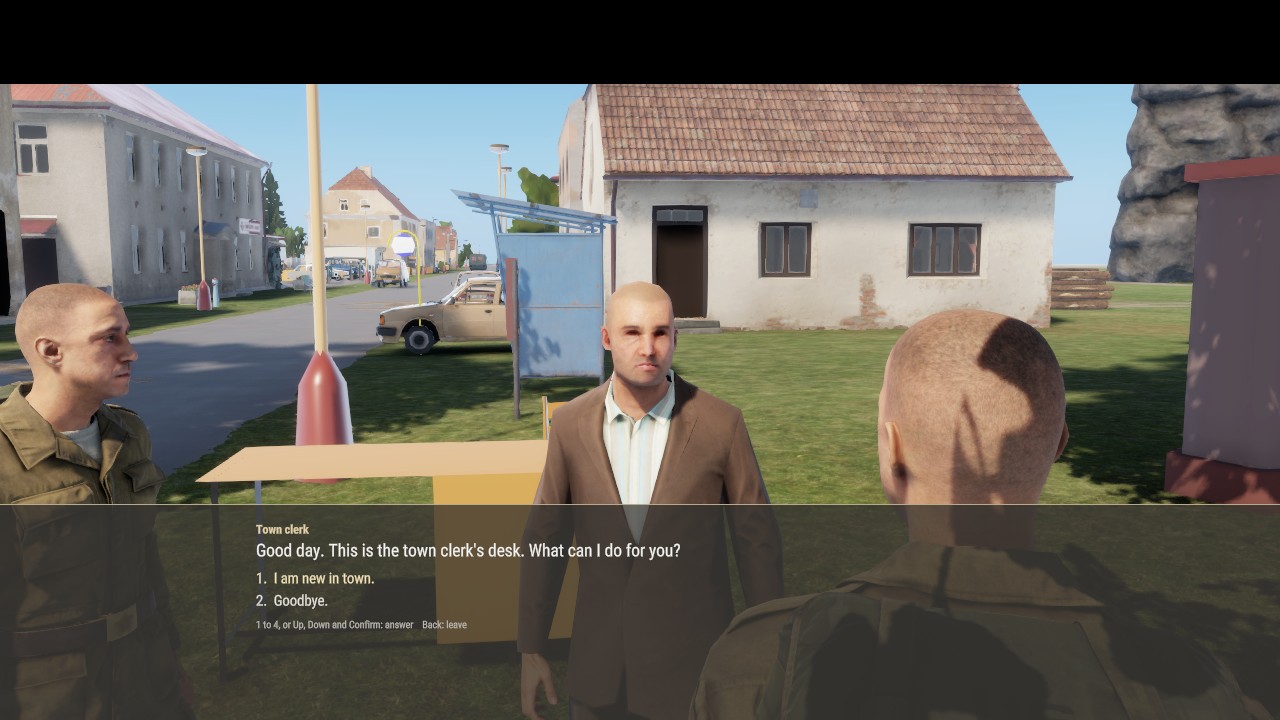 Town clerk
Good day. This is the town clerk's desk. What can I do for you?
1. I am new in town.
2. Goodbye.
1 to 4, or Up, Down and Confirm: answer Back: leave